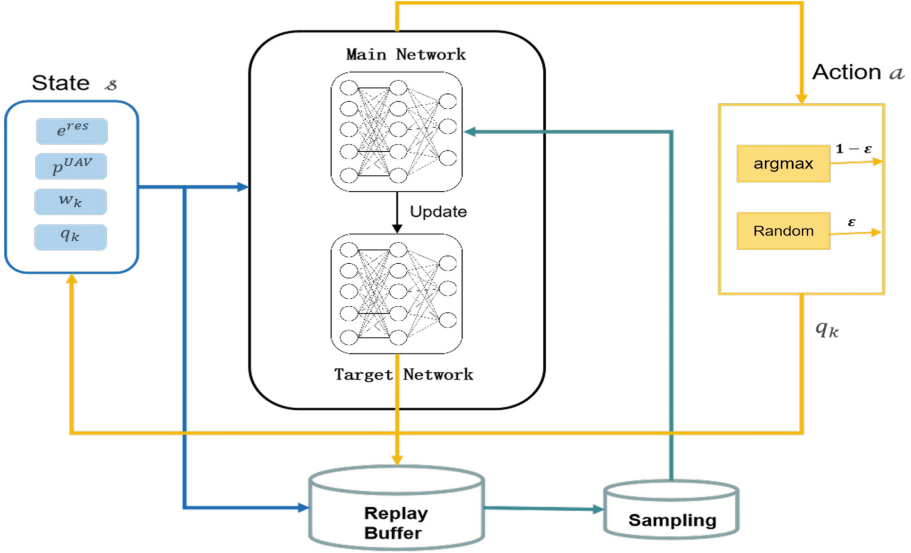 State 𝓈
e^{res}
p^{UAV}
w_k
q_k
Main Network
Update
Target Network
Action 𝑎
argmax
1 − ε
Random
ε
q_k
Replay
Buffer
Sampling